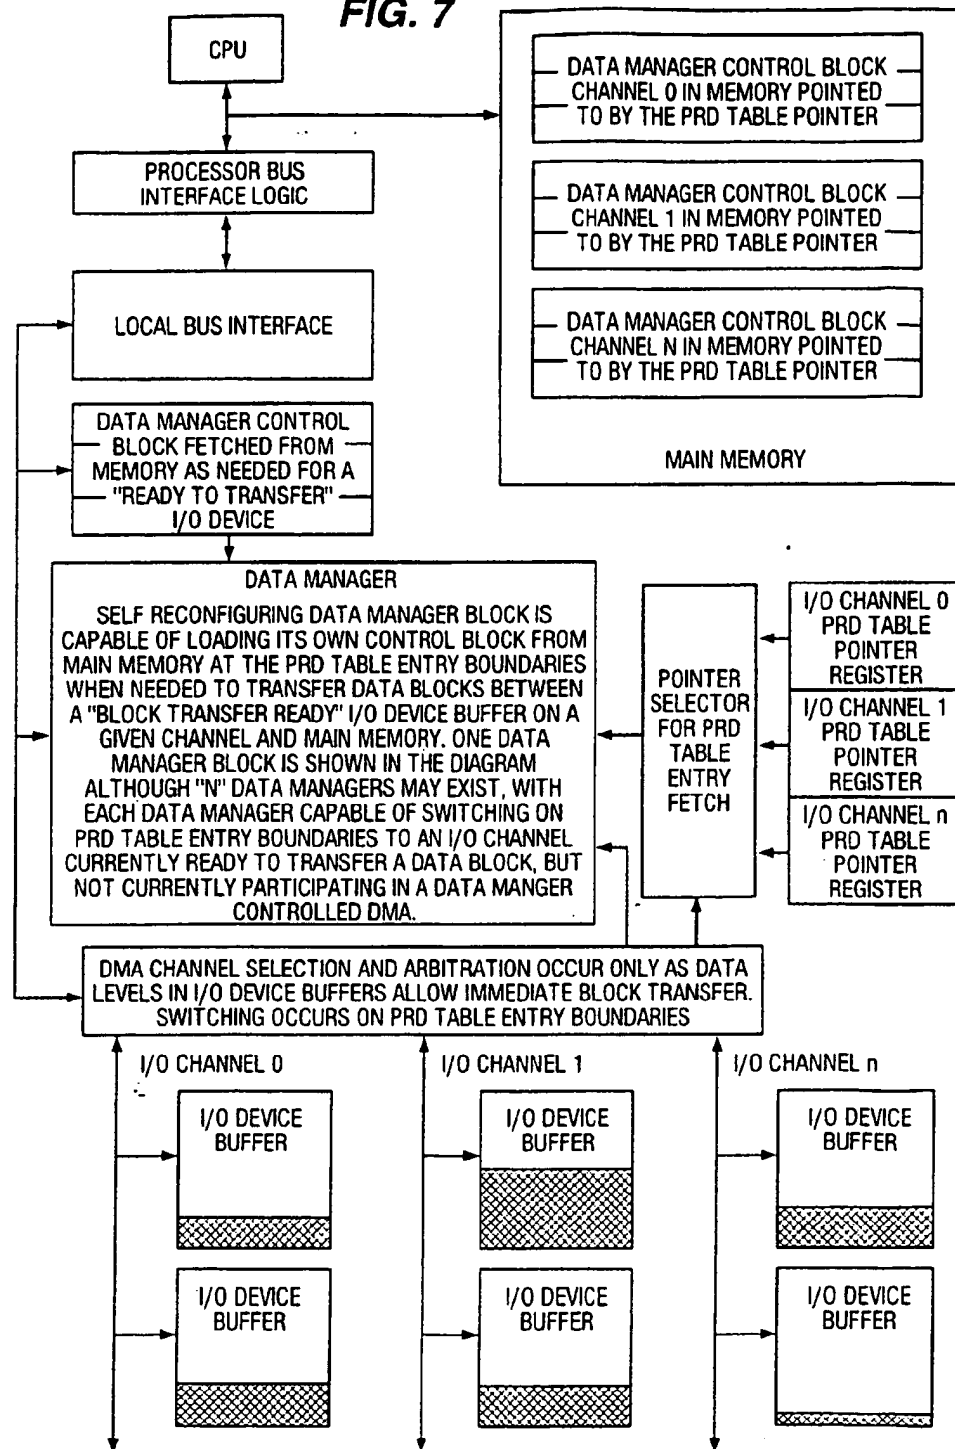 FIG. 7
CPU
PROCESSOR BUS
INTERFACE LOGIC
LOCAL BUS INTERFACE
DATA MANAGER CONTROL BLOCK
CHANNEL 0 IN MEMORY POINTED
TO BY THE PRD TABLE POINTER
DATA MANAGER CONTROL BLOCK
CHANNEL 1 IN MEMORY POINTED
TO BY THE PRD TABLE POINTER
DATA MANAGER CONTROL BLOCK
CHANNEL N IN MEMORY POINTED
TO BY THE PRD TABLE POINTER
MAIN MEMORY
DATA MANAGER CONTROL
BLOCK FETCHED FROM
MEMORY AS NEEDED FOR A
"READY TO TRANSFER"
I/O DEVICE
DATA MANAGER
SELF RECONFIGURING DATA MANAGER BLOCK IS
CAPABLE OF LOADING ITS OWN CONTROL BLOCK FROM
MAIN MEMORY AT THE PRD TABLE ENTRY BOUNDARIES
WHEN NEEDED TO TRANSFER DATA BLOCKS BETWEEN
A "BLOCK TRANSFER READY" I/O DEVICE BUFFER ON A
GIVEN CHANNEL AND MAIN MEMORY. ONE DATA
MANAGER BLOCK IS SHOWN IN THE DIAGRAM
ALTHOUGH "N" DATA MANAGERS MAY EXIST, WITH
EACH DATA MANAGER CAPABLE OF SWITCHING ON
PRD TABLE ENTRY BOUNDARIES TO AN I/O CHANNEL
CURRENTLY READY TO TRANSFER A DATA BLOCK, BUT
NOT CURRENTLY PARTICIPATING IN A DATA MANGER
CONTROLLED DMA.
POINTER
SELECTOR
FOR PRD
TABLE
ENTRY
FETCH
I/O CHANNEL 0
PRD TABLE
POINTER
REGISTER
I/O CHANNEL 1
PRD TABLE
POINTER
REGISTER
I/O CHANNEL n
PRD TABLE
POINTER
REGISTER
DMA CHANNEL SELECTION AND ARBITRATION OCCUR ONLY AS DATA
LEVELS IN I/O DEVICE BUFFERS ALLOW IMMEDIATE BLOCK TRANSFER.
SWITCHING OCCURS ON PRD TABLE ENTRY BOUNDARIES
I/O CHANNEL 0
I/O CHANNEL 1
I/O CHANNEL n
I/O DEVICE
BUFFER
I/O DEVICE
BUFFER
I/O DEVICE
BUFFER
I/O DEVICE
BUFFER
I/O DEVICE
BUFFER
I/O DEVICE
BUFFER